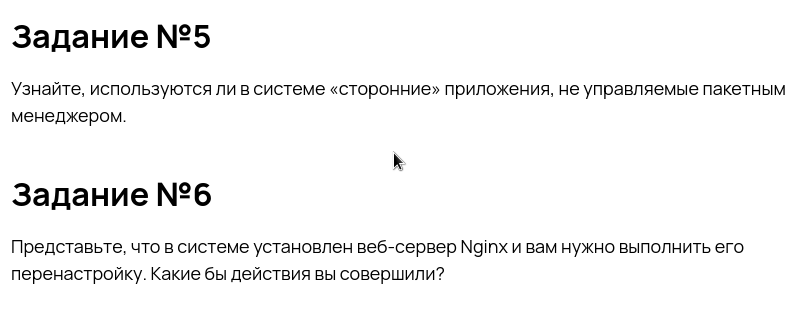 Задание №5
Узнайте, используются ли в системе «сторонние» приложения, не управляемые пакетным
менеджером.
Задание №6
Представьте, что в системе установлен веб-сервер Nginx и вам нужно выполнить его
перенастройку. Какие бы действия вы совершили?